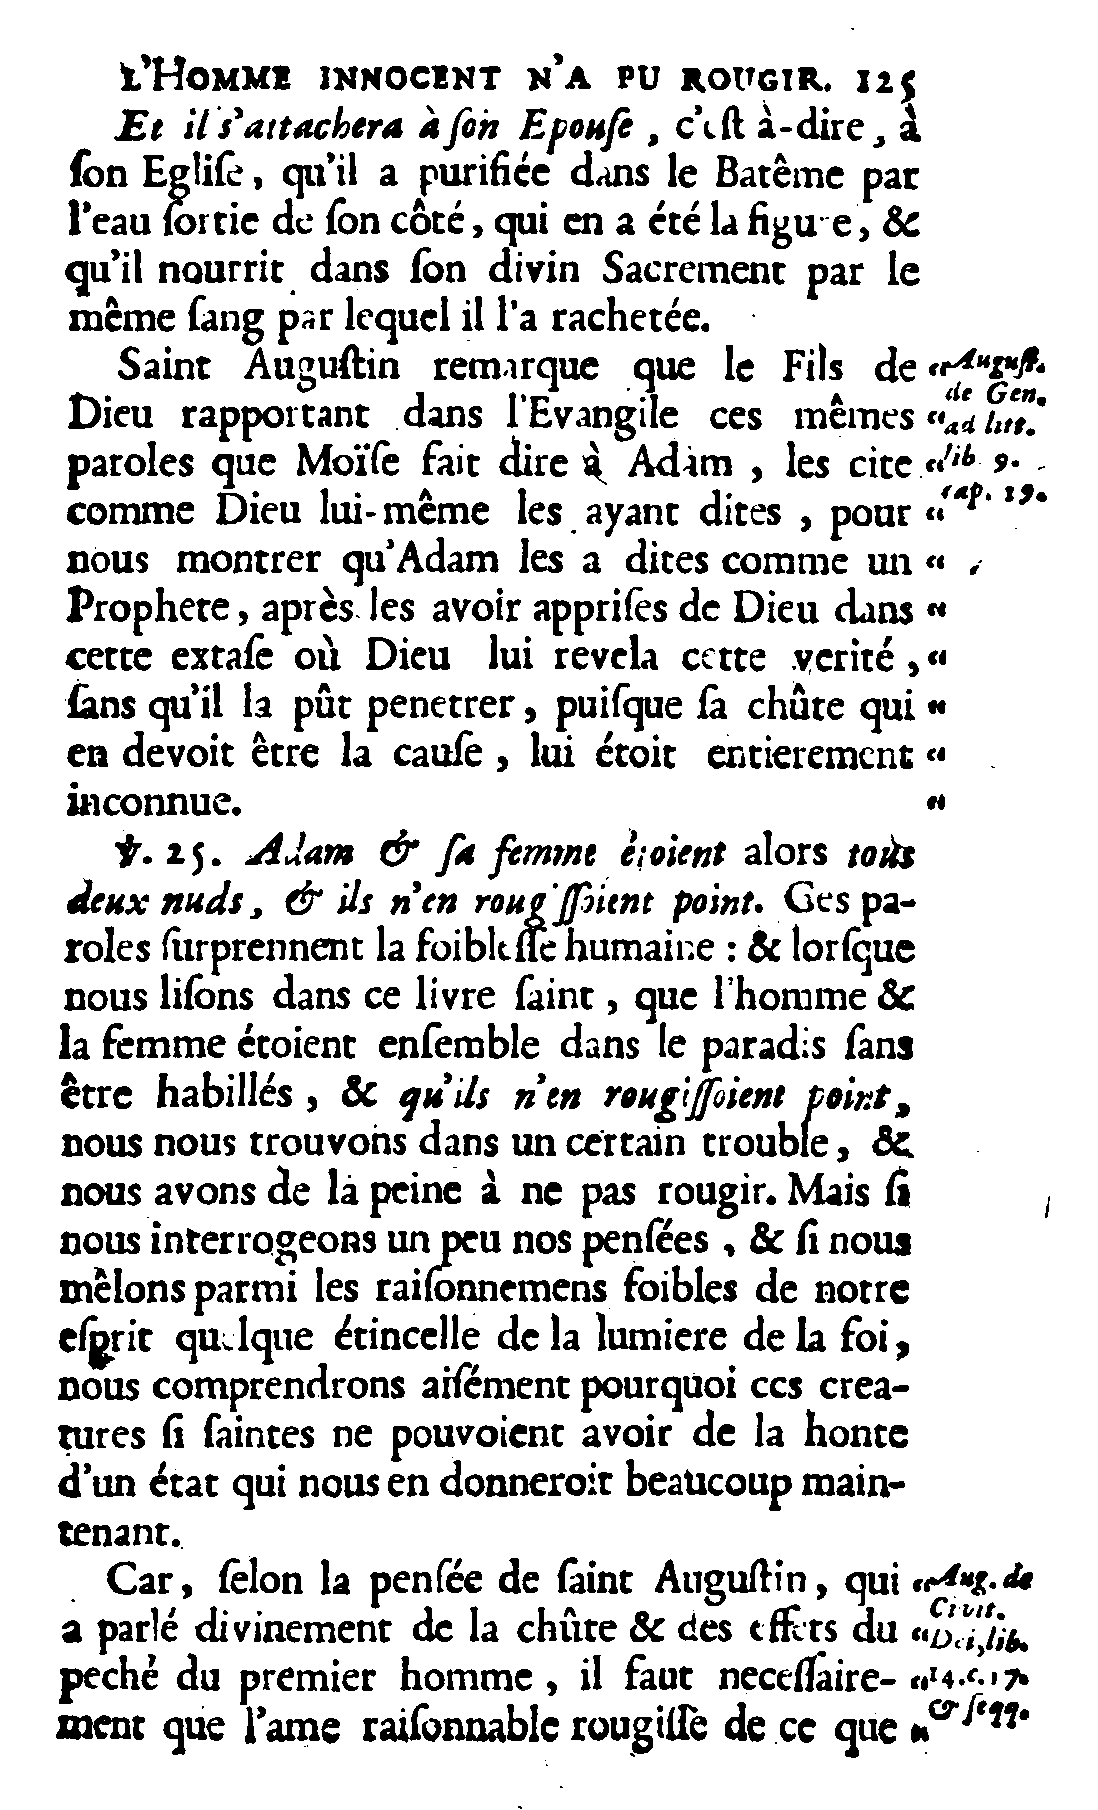 L'HOMME INNOCENT N'A PU ROUGIR. 125
Et il s'attachera à ſon Epouſe, c'eſt à-dire, à
ſon Egliſe, qu'il a purifiée dans le Batême par
l'eau ſortie de ſon côté, qui en a été la figure, &
qu'il nourrit dans ſon divin Sacrement par le
même ſang par lequel il l'a rachetée.
Saint Auguſtin remarque que le Fils de “ Auguſt.
Dieu rapportant dans l'Evangile ces mêmes “ de Gen. ad litt.
paroles que Moïſe fait dire à Adam, les cite “ lib 9.
comme Dieu lui-même les ayant dites, pour “ cap. 19.
nous montrer qu'Adam les a dites comme un “
Prophete, après les avoir appriſes de Dieu dans “
cette extaſe où Dieu lui revela cette verité, “
ſans qu'il la pût penetrer, puiſque ſa chûte qui “
en devoit être la cauſe, lui étoit entierement “
inconnue. “
℣. 25. Adam & ſa femme étoient alors tous
deux nuds, & ils n'en rougiſſoient point. Ces pa-
roles ſurprennent la foibleſſe humaine : & lorſque
nous liſons dans ce livre ſaint, que l'homme &
la femme étoient enſemble dans le paradis ſans
être habillés, & qu'ils n'en rougiſſoient point,
nous nous trouvons dans un certain trouble, &
nous avons de la peine à ne pas rougir. Mais ſi
nous interrogeons un peu nos penſées, & ſi nous
mêlons parmi les raiſonnemens foibles de notre
eſprit quelque étincelle de la lumiere de la foi,
nous comprendrons aiſément pourquoi ces crea-
tures ſi ſaintes ne pouvoient avoir de la honte
d'un état qui nous en donneroit beaucoup main-
tenant.
Car, ſelon la penſée de ſaint Auguſtin, qui “ Aug. de
a parlé divinement de la chûte & des effets du “ Civit. Dei, lib.
peché du premier homme, il faut neceſſaire- “ 14. c. 17.
ment que l'ame raiſonnable rougiſſe de ce que “ & ſeqq.